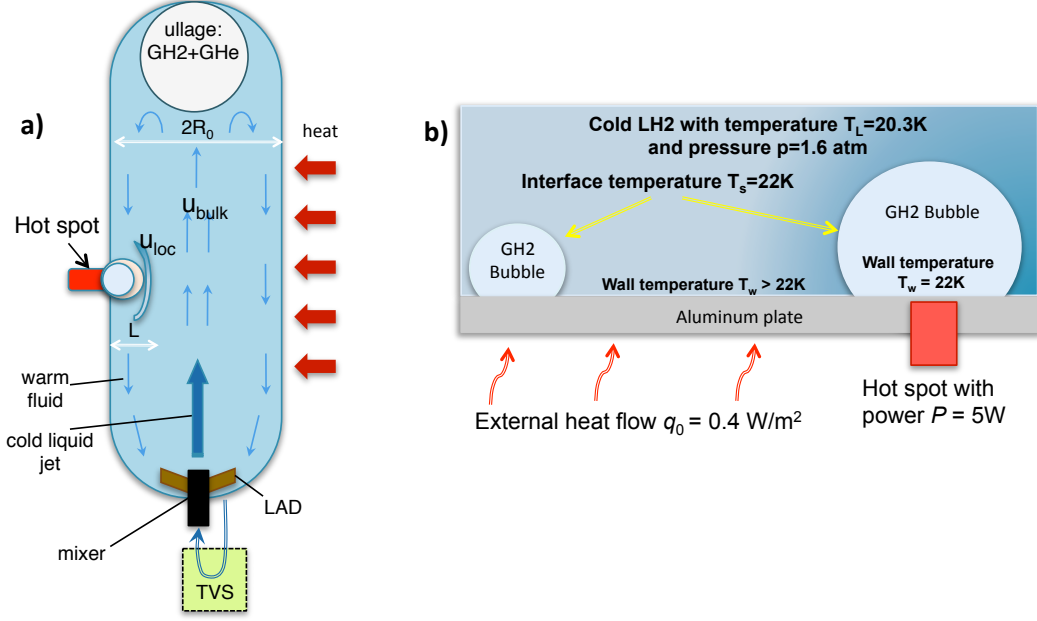 a)
ullage:
GH2+GHe
2R₀
heat
u_bulk
Hot spot
u_loc
L
warm
fluid
cold liquid
jet
LAD
mixer
TVS
b)
Cold LH2 with temperature T_L=20.3K
and pressure p=1.6 atm
Interface temperature T_s=22K
GH2 Bubble
GH2
Bubble
Wall temperature
T_w = 22K
Wall temperature T_w > 22K
Aluminum plate
External heat flow q₀ = 0.4 W/m²
Hot spot with
power P = 5W